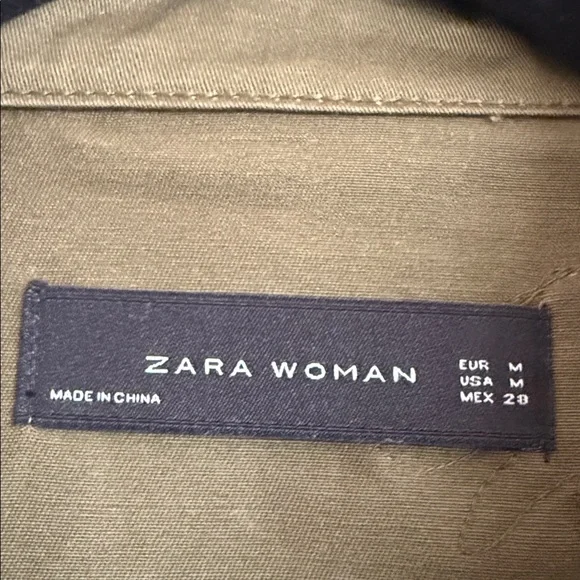 ZARA WOMAN
MADE IN CHINA
EUR M
USA M
MEX 28